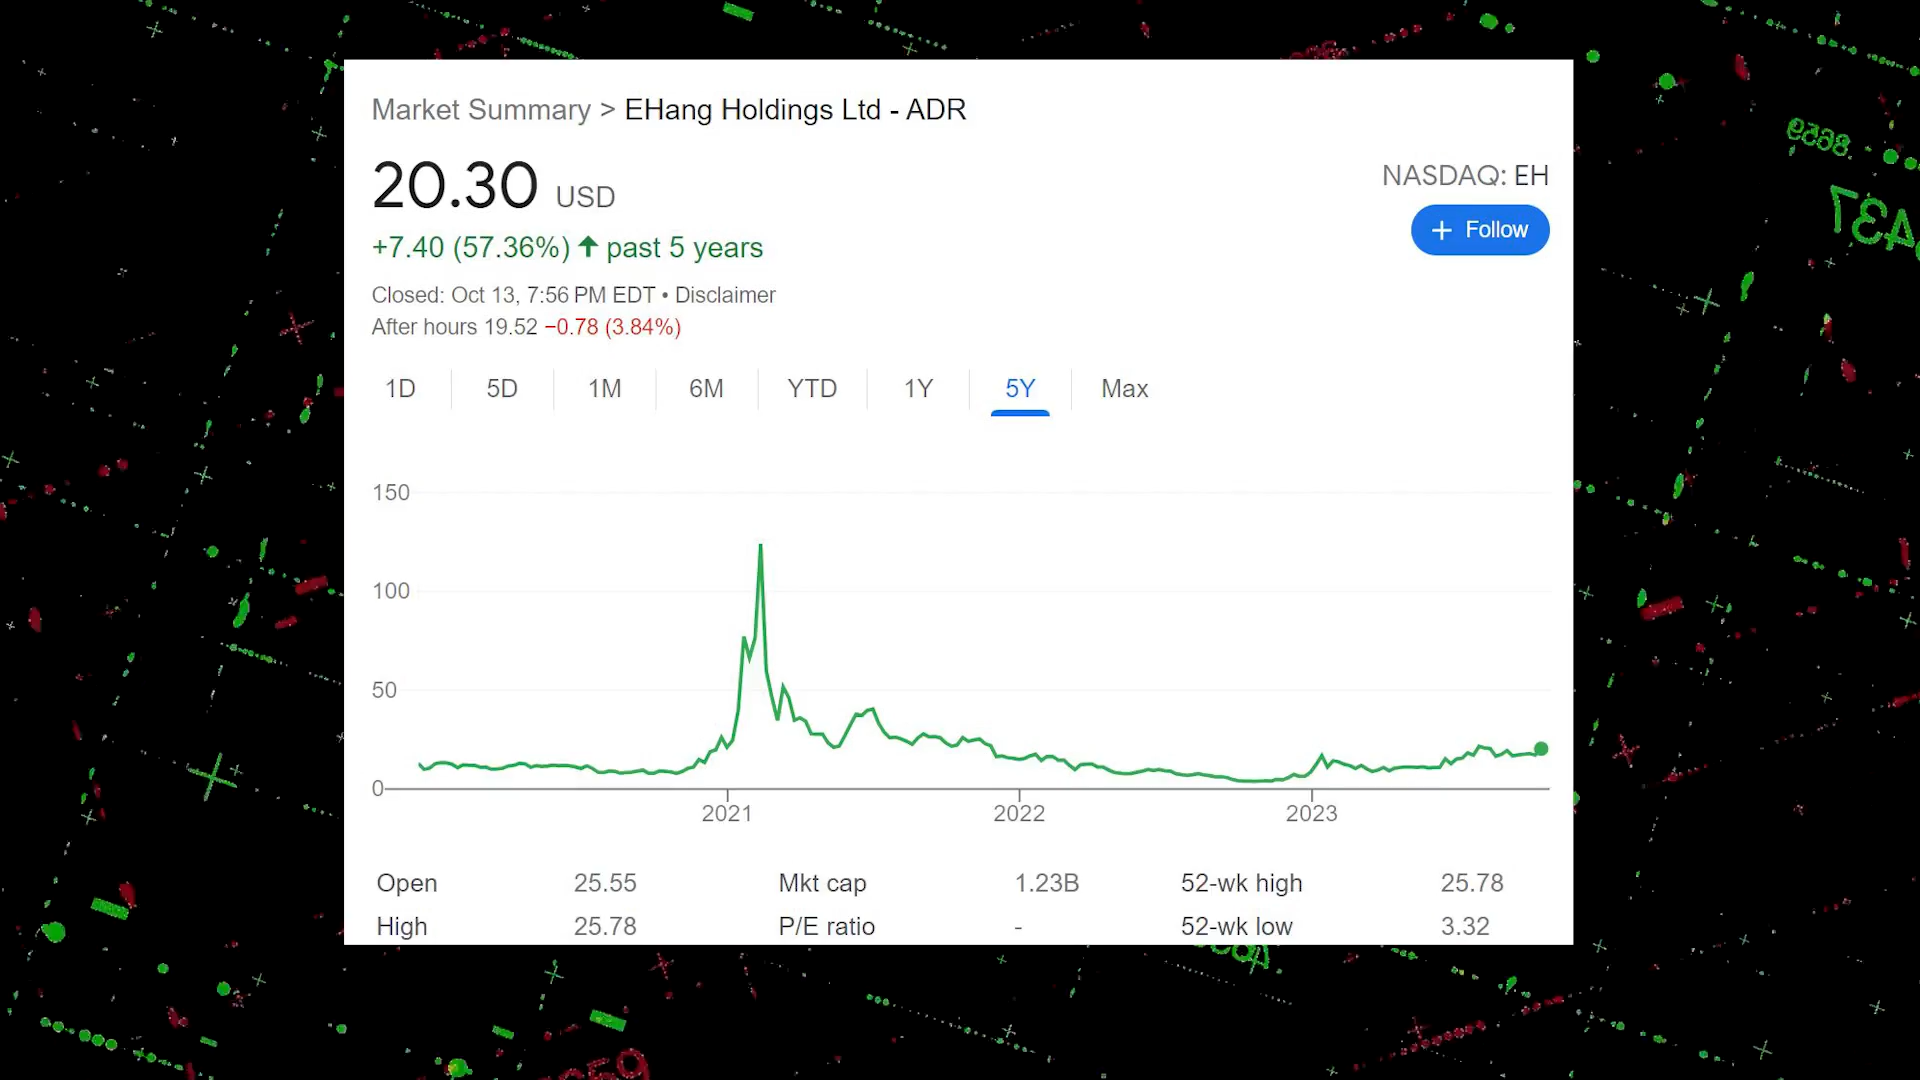 Market Summary > EHang Holdings Ltd - ADR
20.30 USD
NASDAQ: EH
+ Follow
+7.40 (57.36%) ↑ past 5 years
Closed: Oct 13, 7:56 PM EDT • Disclaimer
After hours 19.52 −0.78 (3.84%)
1D 5D 1M 6M YTD 1Y 5Y Max
150
100
50
0
2021 2022 2023
Open 25.55 Mkt cap 1.23B 52-wk high 25.78
High 25.78 P/E ratio - 52-wk low 3.32